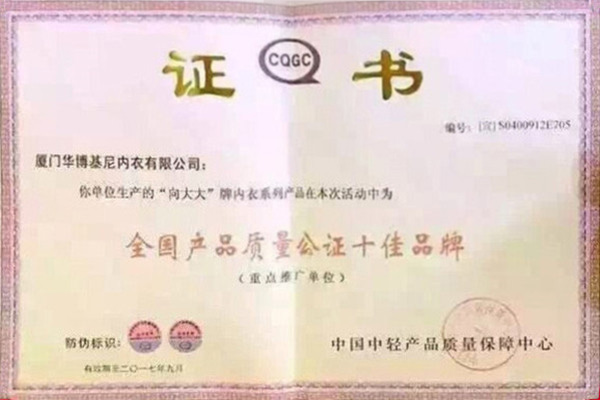 证 CQGC 书
编号:[宣]S0400912E705
厦门华博基尼内衣有限公司:
你单位生产的“向大大”牌内衣系列产品在本次活动中为
全国产品质量公证十佳品牌
(重点推广单位)
防伪标识:
中国中轻产品质量保障中心
有效期至二〇一七年九月